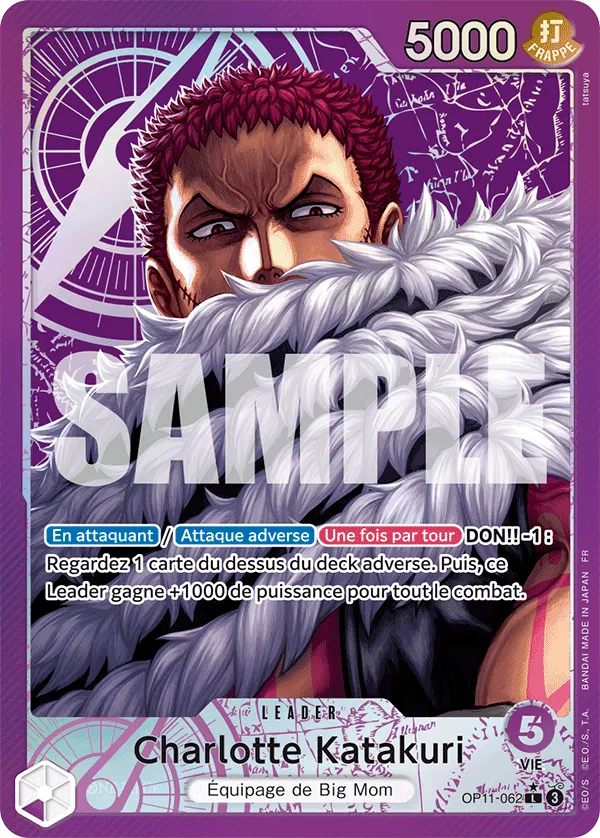 5000
打
FRAPPE
tatsuya
SAMPLE
En attaquant / Attaque adverse Une fois par tour DON!! -1 :
Regardez 1 carte du dessus du deck adverse. Puis, ce
Leader gagne +1000 de puissance pour tout le combat.
LEADER
Charlotte Katakuri
Équipage de Big Mom
5
VIE
OP11-062 L 3
©E.O./S., T.A. BANDAI MADE IN JAPAN FR
©E.O/S